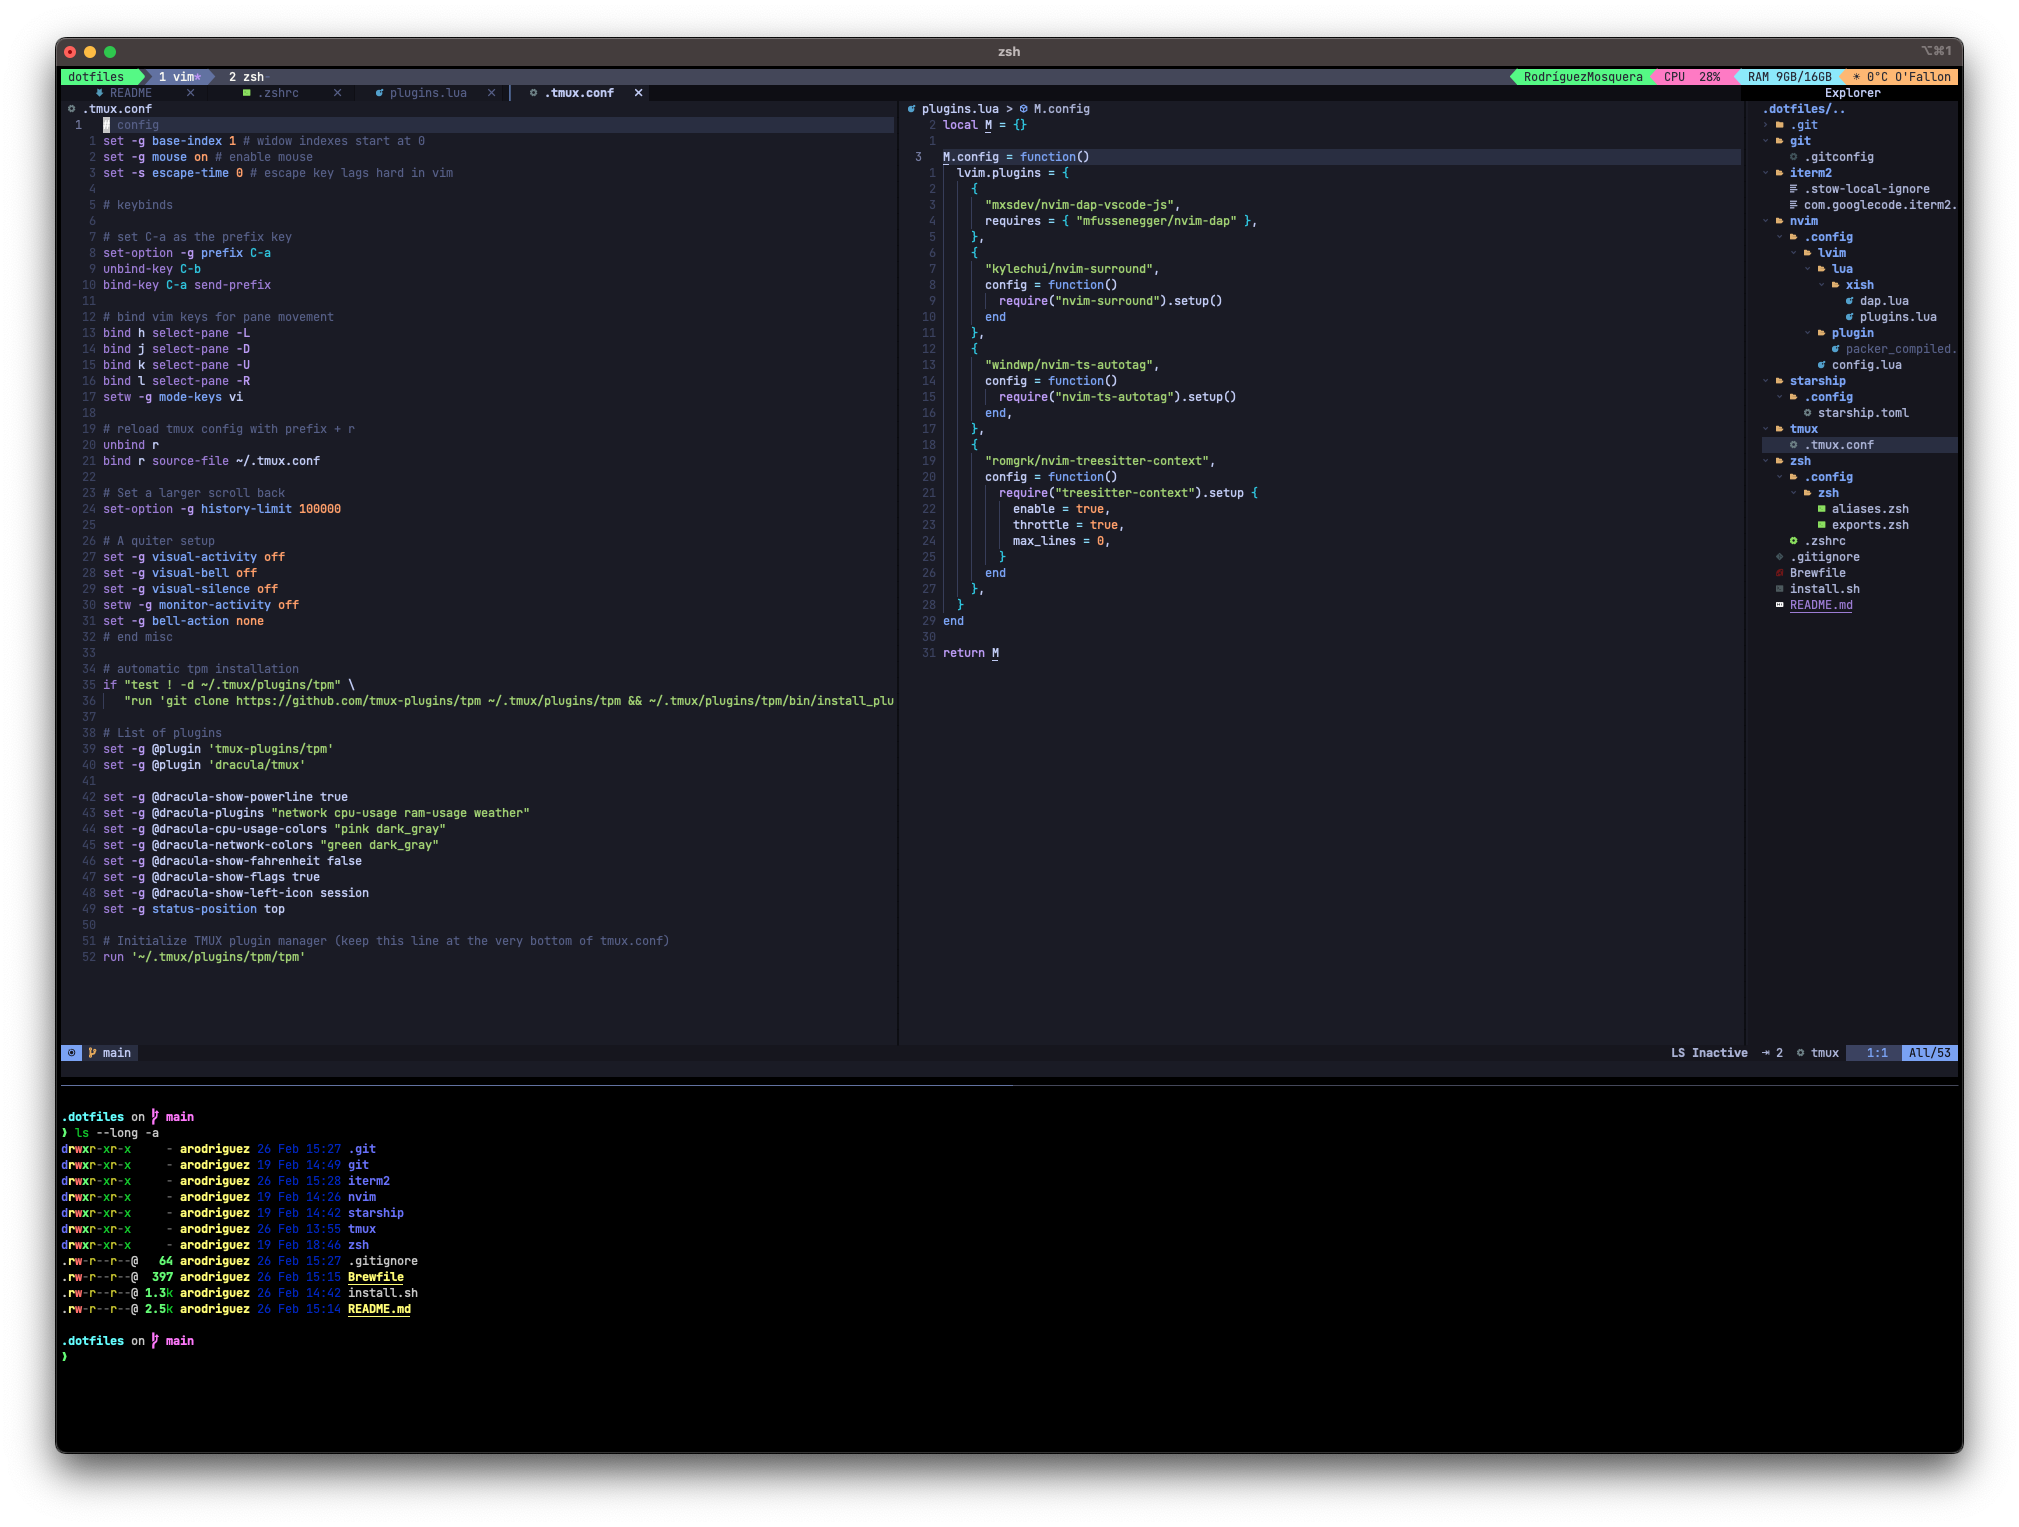 zsh
⌥⌘1
dotfiles 1 vim* 2 zsh-
RodríguezMosquera CPU 28% RAM 9GB/16GB ☀ 0°C O'Fallon
README ✕ .zshrc ✕ plugins.lua ✕ .tmux.conf ✕
.tmux.conf
1 # config
1 set -g base-index 1 # widow indexes start at 0
2 set -g mouse on # enable mouse
3 set -s escape-time 0 # escape key lags hard in vim
4
5 # keybinds
6
7 # set C-a as the prefix key
8 set-option -g prefix C-a
9 unbind-key C-b
10 bind-key C-a send-prefix
11
12 # bind vim keys for pane movement
13 bind h select-pane -L
14 bind j select-pane -D
15 bind k select-pane -U
16 bind l select-pane -R
17 setw -g mode-keys vi
18
19 # reload tmux config with prefix + r
20 unbind r
21 bind r source-file ~/.tmux.conf
22
23 # Set a larger scroll back
24 set-option -g history-limit 100000
25
26 # A quiter setup
27 set -g visual-activity off
28 set -g visual-bell off
29 set -g visual-silence off
30 setw -g monitor-activity off
31 set -g bell-action none
32 # end misc
33
34 # automatic tpm installation
35 if "test ! -d ~/.tmux/plugins/tpm" \
36 "run 'git clone https://github.com/tmux-plugins/tpm ~/.tmux/plugins/tpm && ~/.tmux/plugins/tpm/bin/install_plu
37
38 # List of plugins
39 set -g @plugin 'tmux-plugins/tpm'
40 set -g @plugin 'dracula/tmux'
41
42 set -g @dracula-show-powerline true
43 set -g @dracula-plugins "network cpu-usage ram-usage weather"
44 set -g @dracula-cpu-usage-colors "pink dark_gray"
45 set -g @dracula-network-colors "green dark_gray"
46 set -g @dracula-show-fahrenheit false
47 set -g @dracula-show-flags true
48 set -g @dracula-show-left-icon session
49 set -g status-position top
50
51 # Initialize TMUX plugin manager (keep this line at the very bottom of tmux.conf)
52 run '~/.tmux/plugins/tpm/tpm'
plugins.lua > M.config
2 local M = {}
1
3 M.config = function()
1 lvim.plugins = {
2 {
3 "mxsdev/nvim-dap-vscode-js",
4 requires = { "mfussenegger/nvim-dap" },
5 },
6 {
7 "kylechui/nvim-surround",
8 config = function()
9 require("nvim-surround").setup()
10 end
11 },
12 {
13 "windwp/nvim-ts-autotag",
14 config = function()
15 require("nvim-ts-autotag").setup()
16 end,
17 },
18 {
19 "romgrk/nvim-treesitter-context",
20 config = function()
21 require("treesitter-context").setup {
22 enable = true,
23 throttle = true,
24 max_lines = 0,
25 }
26 end
27 },
28 }
29 end
30
31 return M
Explorer
.dotfiles/..
.git
git
.gitconfig
iterm2
.stow-local-ignore
com.googlecode.iterm2.
nvim
.config
lvim
lua
xish
dap.lua
plugins.lua
plugin
packer_compiled.
config.lua
starship
.config
starship.toml
tmux
.tmux.conf
zsh
.config
zsh
aliases.zsh
exports.zsh
.zshrc
.gitignore
Brewfile
install.sh
README.md
main LS Inactive ⇥ 2 tmux 1:1 All/53
.dotfiles on main
❯ ls --long -a
drwxr-xr-x - arodriguez 26 Feb 15:27 .git
drwxr-xr-x - arodriguez 19 Feb 14:49 git
drwxr-xr-x - arodriguez 26 Feb 15:28 iterm2
drwxr-xr-x - arodriguez 19 Feb 14:26 nvim
drwxr-xr-x - arodriguez 19 Feb 14:42 starship
drwxr-xr-x - arodriguez 26 Feb 13:55 tmux
drwxr-xr-x - arodriguez 19 Feb 18:46 zsh
.rw-r--r--@ 64 arodriguez 26 Feb 15:27 .gitignore
.rw-r--r--@ 397 arodriguez 26 Feb 15:15 Brewfile
.rw-r--r--@ 1.3k arodriguez 26 Feb 14:42 install.sh
.rw-r--r--@ 2.5k arodriguez 26 Feb 15:14 README.md
.dotfiles on main
❯